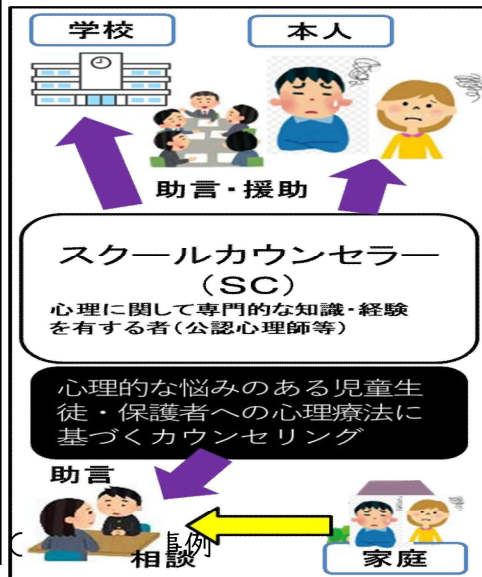 学校
本人
助言・援助
スクールカウンセラー
(SC)
心理に関して専門的な知識・経験
を有する者(公認心理師等)
心理的な悩みのある児童生
徒・保護者への心理療法に
基づくカウンセリング
助言
相談
事例
家庭